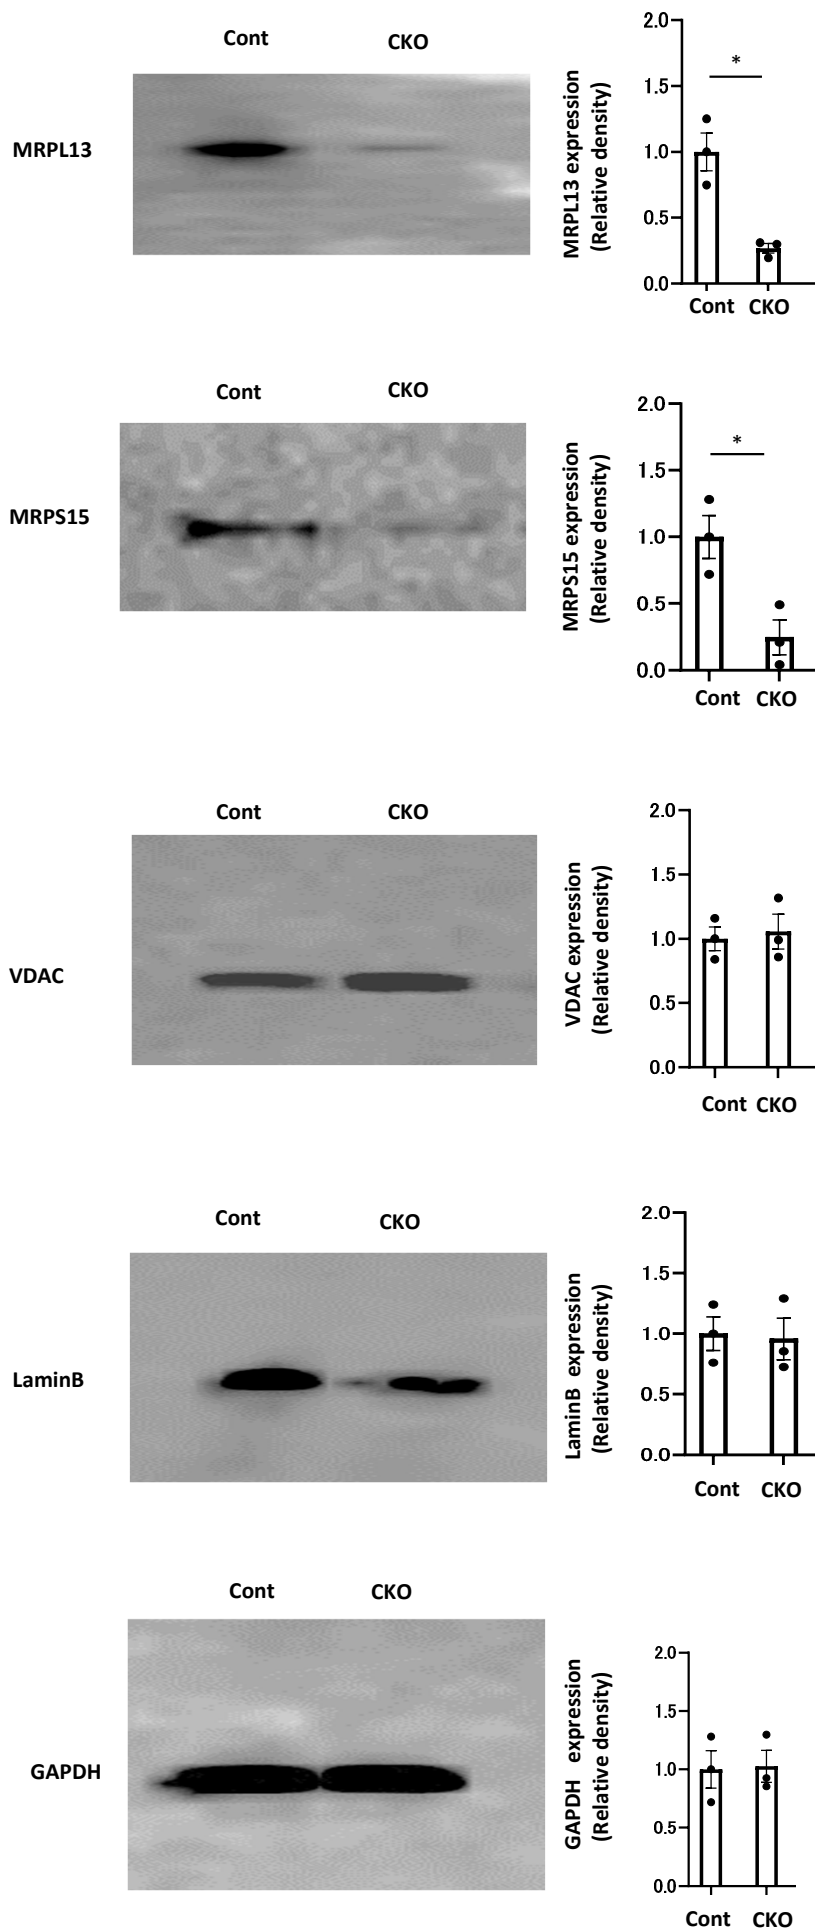 Cont CKO
MRPL13
MRPL13 expression
(Relative density)
2.0
*
1.5
1.0
0.5
0.0
Cont CKO
Cont CKO
MRPS15
MRPS15 expression
(Relative density)
2.0
*
1.5
1.0
0.5
0.0
Cont CKO
Cont CKO
VDAC
VDAC expression
(Relative density)
2.0
1.5
1.0
0.5
0.0
Cont CKO
Cont CKO
LaminB
LaminB expression
(Relative density)
2.0
1.5
1.0
0.5
0.0
Cont CKO
Cont CKO
GAPDH
GAPDH expression
(Relative density)
2.0
1.5
1.0
0.5
0.0
Cont CKO